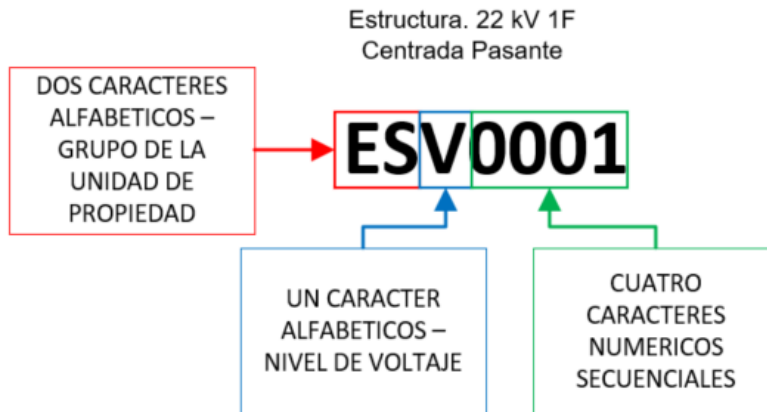 Estructura. 22 kV 1F
Centrada Pasante
DOS CARACTERES
ALFABETICOS –
GRUPO DE LA
UNIDAD DE
PROPIEDAD
ESV0001
UN CARACTER
ALFABETICOS –
NIVEL DE VOLTAJE
CUATRO
CARACTERES
NUMERICOS
SECUENCIALES